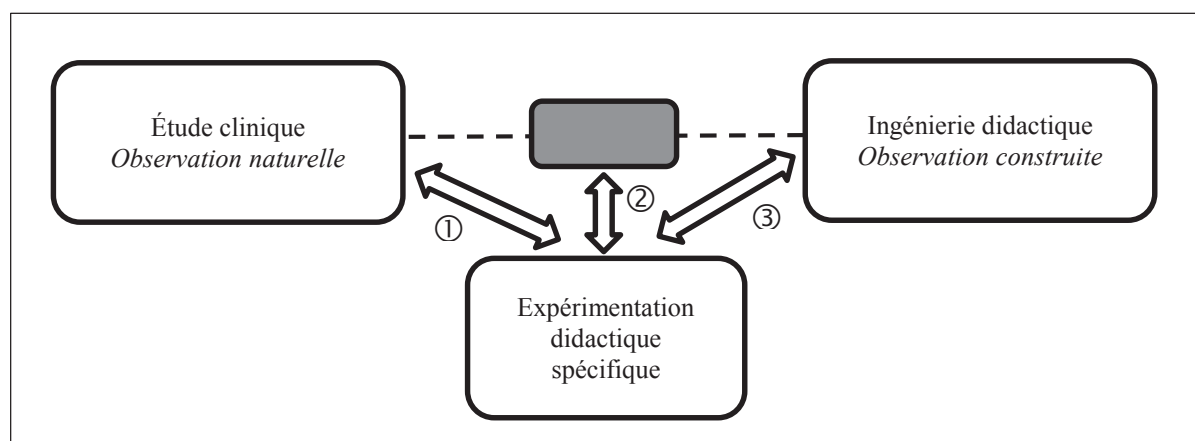 Étude clinique
Observation naturelle
Ingénierie didactique
Observation construite
①
②
③
Expérimentation
didactique
spécifique